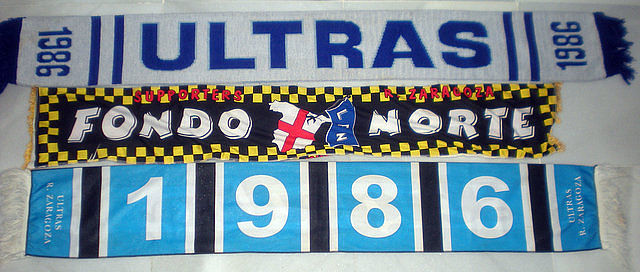 1986 ULTRAS 1986
SUPPORTERS R. ZARAGOZA
FONDO NORTE
ULTRAS
R. ZARAGOZA
1986
ULTRAS
R. ZARAGOZA